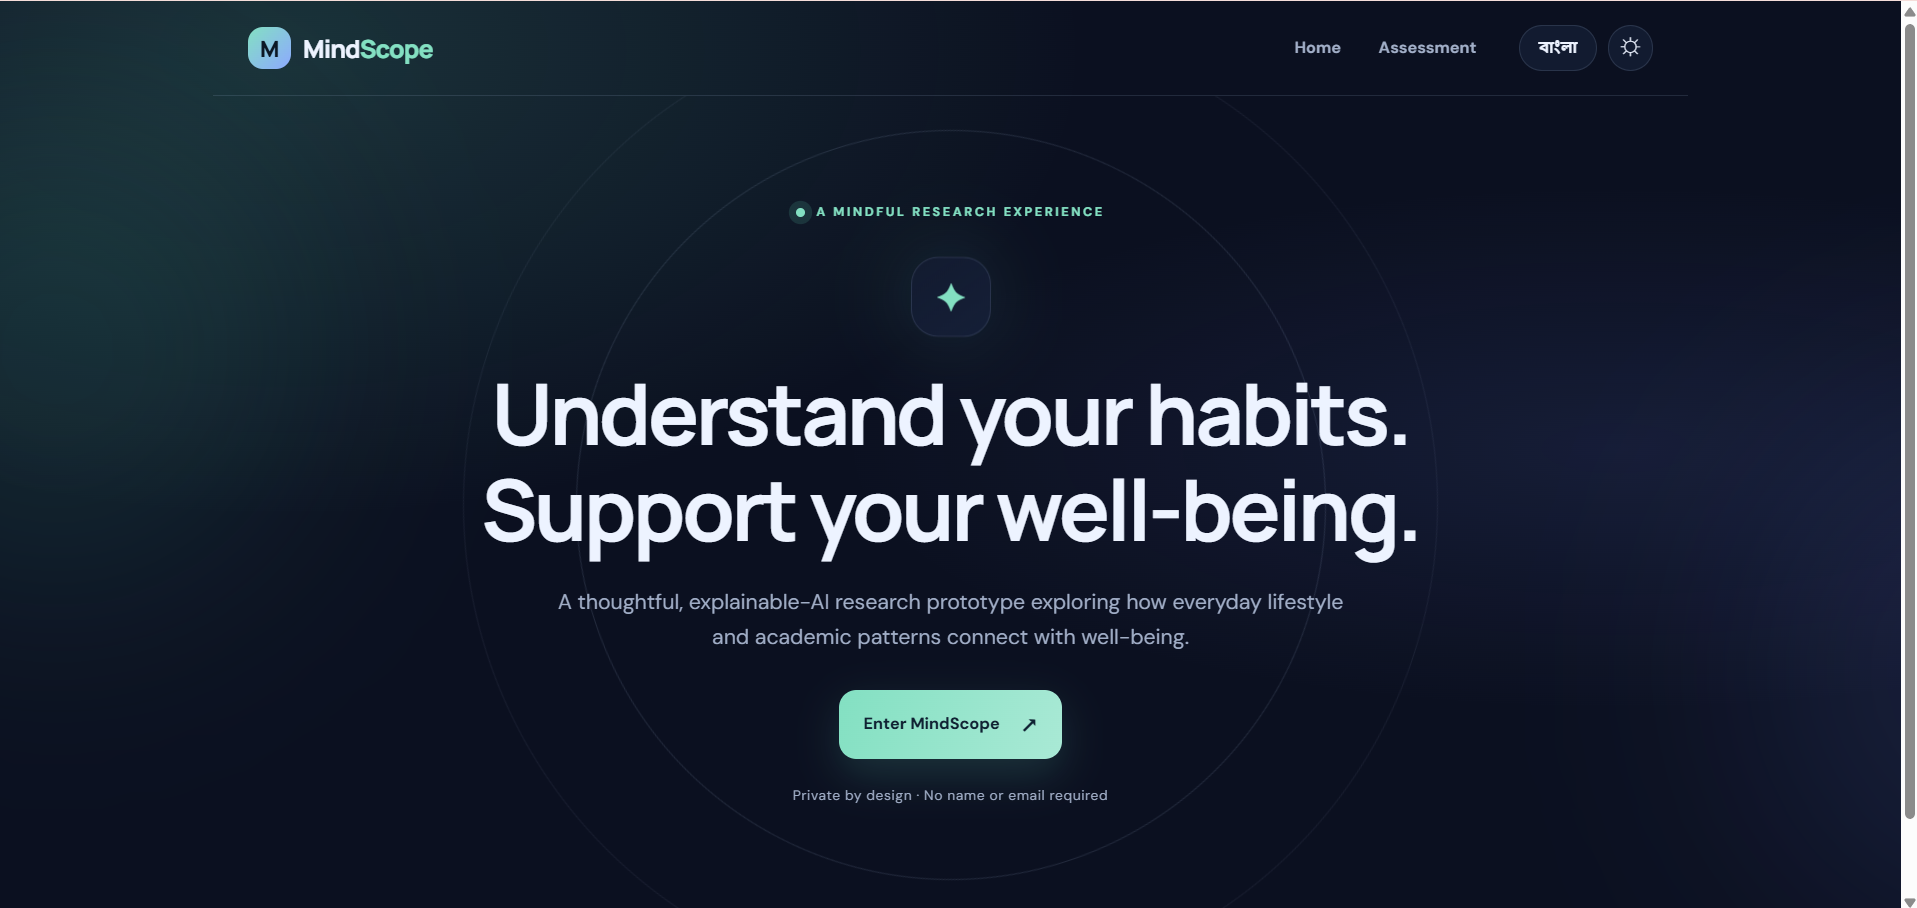 M MindScope
Home
Assessment
বাংলা
A MINDFUL RESEARCH EXPERIENCE
Understand your habits.
Support your well-being.
A thoughtful, explainable-AI research prototype exploring how everyday lifestyle
and academic patterns connect with well-being.
Enter MindScope ↗
Private by design · No name or email required